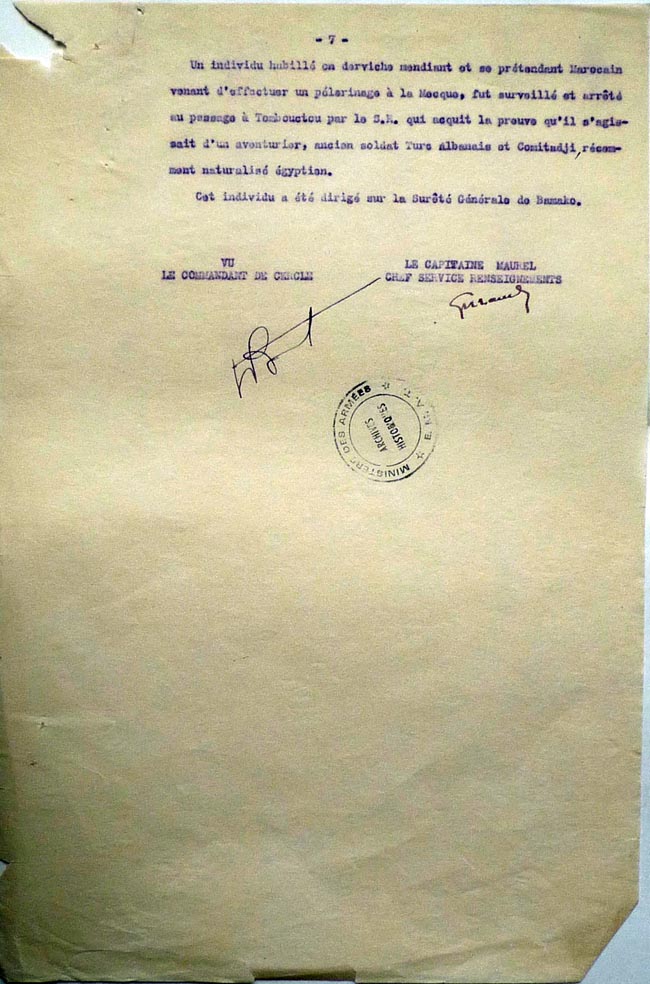 - 7 -
Un individu habillé en derviche mendiant et se prétendant Marocain
venant d'effectuer un pélerinage à la Mecque, fut surveillé et arrêté
au passage à Tombouctou par le S.R. qui acquit la preuve qu'il s'agis-
sait d'un aventurier, ancien soldat Turc Albanais et Comitadji, récem-
ment naturalisé égyptien.
Cet individu a été dirigé sur la Surêté Générale de Bamako.
VU
LE COMMANDANT DE CERCLE
LE CAPITAINE MAUREL
CHEF SERVICE RENSEIGNEMENTS
MINISTERE DES ARMÉES
ARCHIVES
HISTORIQUES